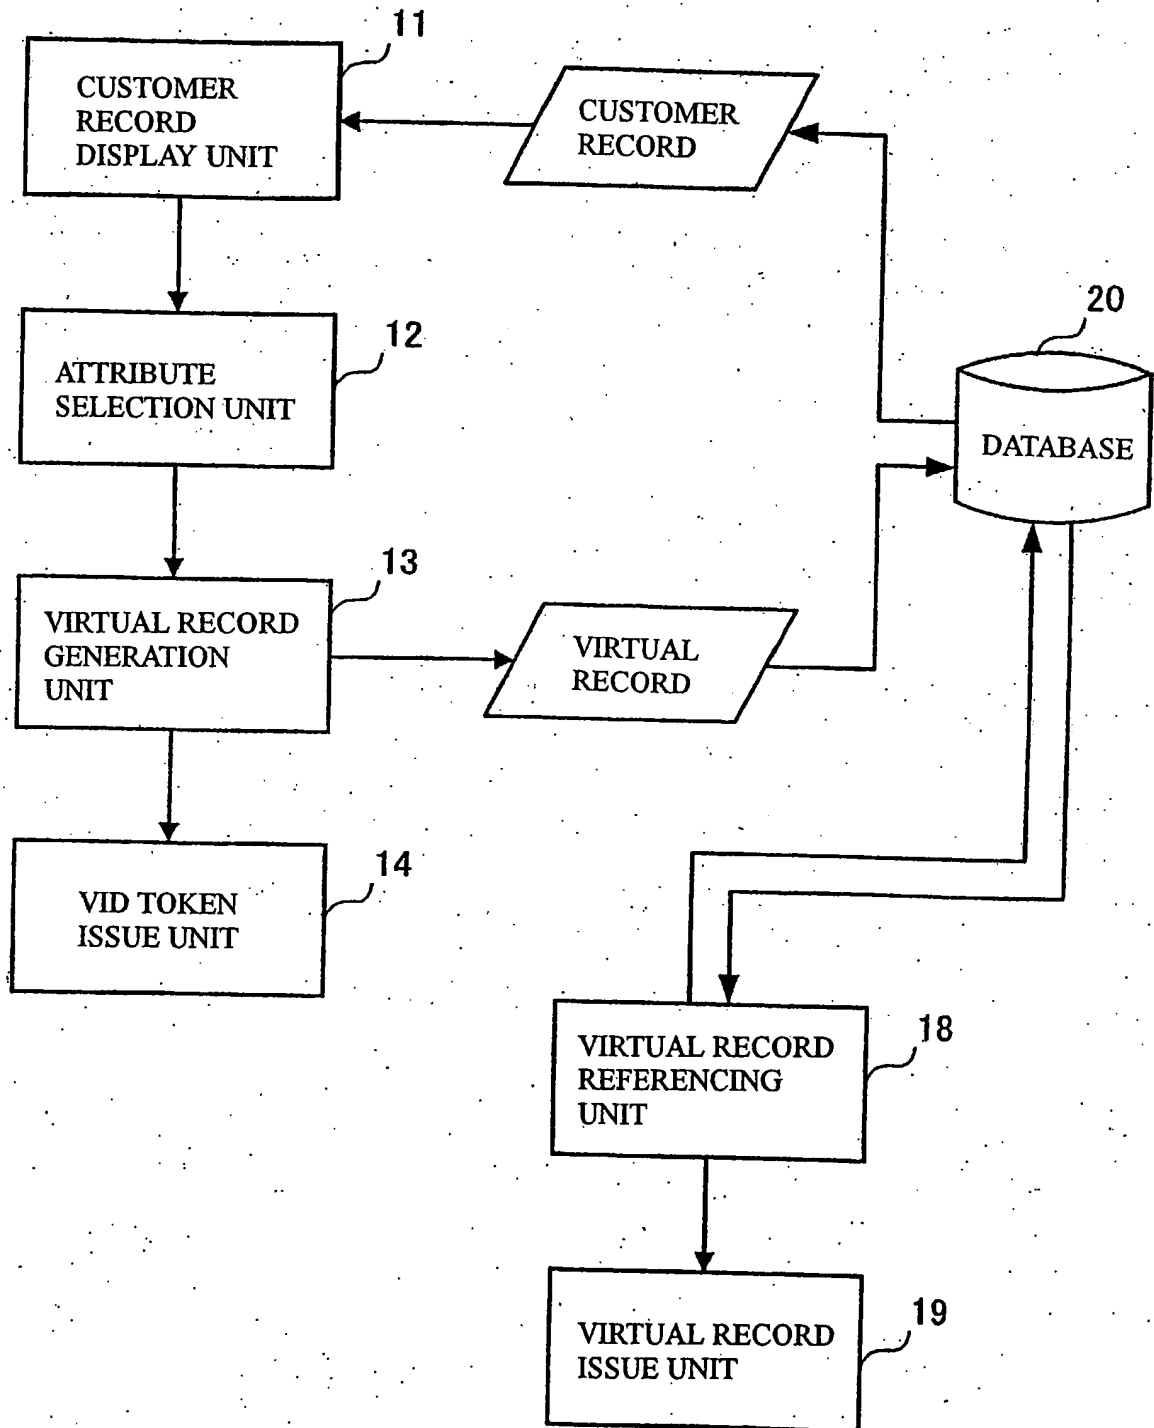 11
CUSTOMER
RECORD
DISPLAY UNIT
CUSTOMER
RECORD
20
DATABASE
12
ATTRIBUTE
SELECTION UNIT
13
VIRTUAL RECORD
GENERATION
UNIT
VIRTUAL
RECORD
14
VID TOKEN
ISSUE UNIT
18
VIRTUAL RECORD
REFERENCING
UNIT
19
VIRTUAL RECORD
ISSUE UNIT